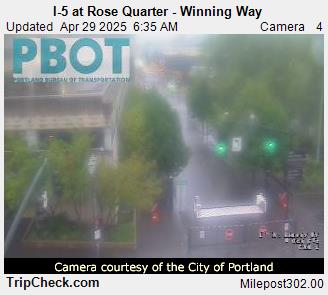 I-5 at Rose Quarter - Winning Way
Updated Apr 29 2025 6:35 AM Camera 4
PBOT
PORTLAND BUREAU OF TRANSPORTATION
Camera courtesy of the City of Portland
TripCheck.com Milepost302.00